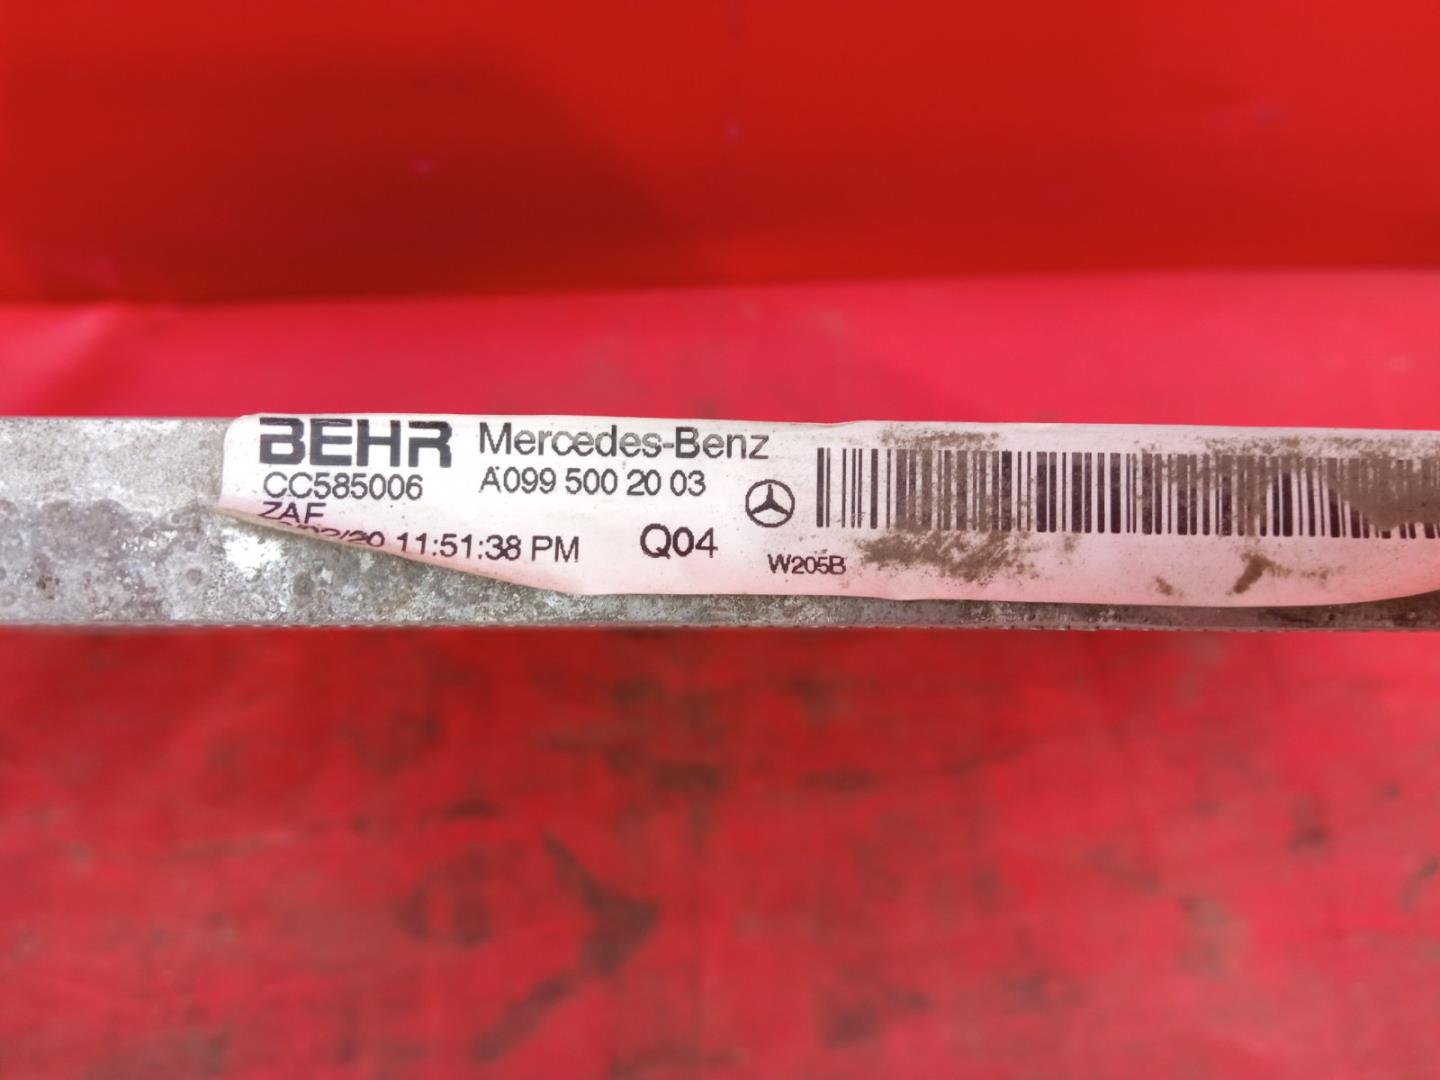 BEHR Mercedes-Benz
CC585006 A099 500 20 03
ZAF
11:51:38 PM Q04
W205B